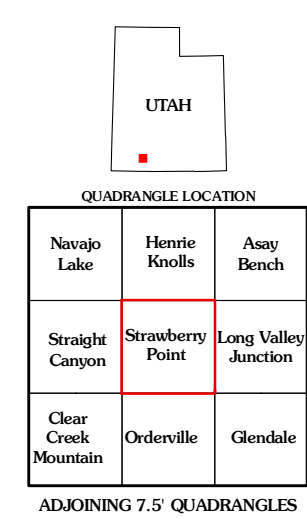 UTAH
QUADRANGLE LOCATION
Navajo
Lake
Henrie
Knolls
Asay
Bench
Straight
Canyon
Strawberry
Point
Long Valley
Junction
Clear
Creek
Mountain
Orderville
Glendale
ADJOINING 7.5' QUADRANGLES